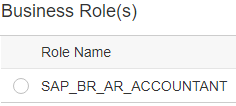 Business Role(s)
Role Name
SAP_BR_AR_ACCOUNTANT